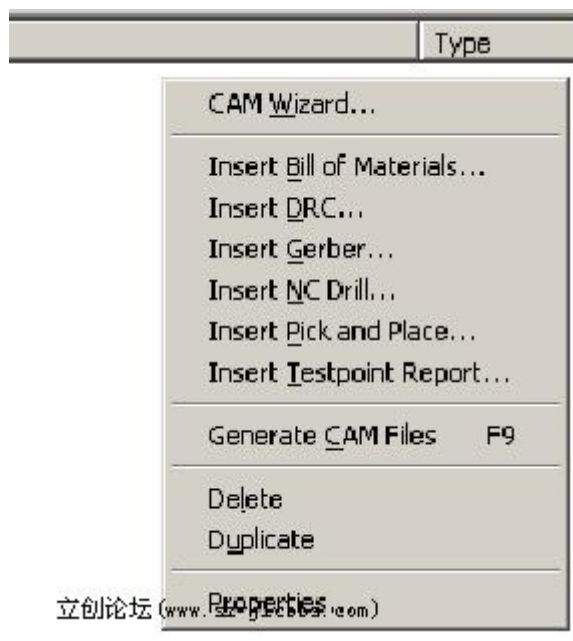 Type
CAM Wizard...
Insert Bill of Materials...
Insert DRC...
Insert Gerber...
Insert NC Drill...
Insert Pick and Place...
Insert Testpoint Report...
Generate CAM Files F9
Delete
Duplicate
Properties...
立创论坛(www.